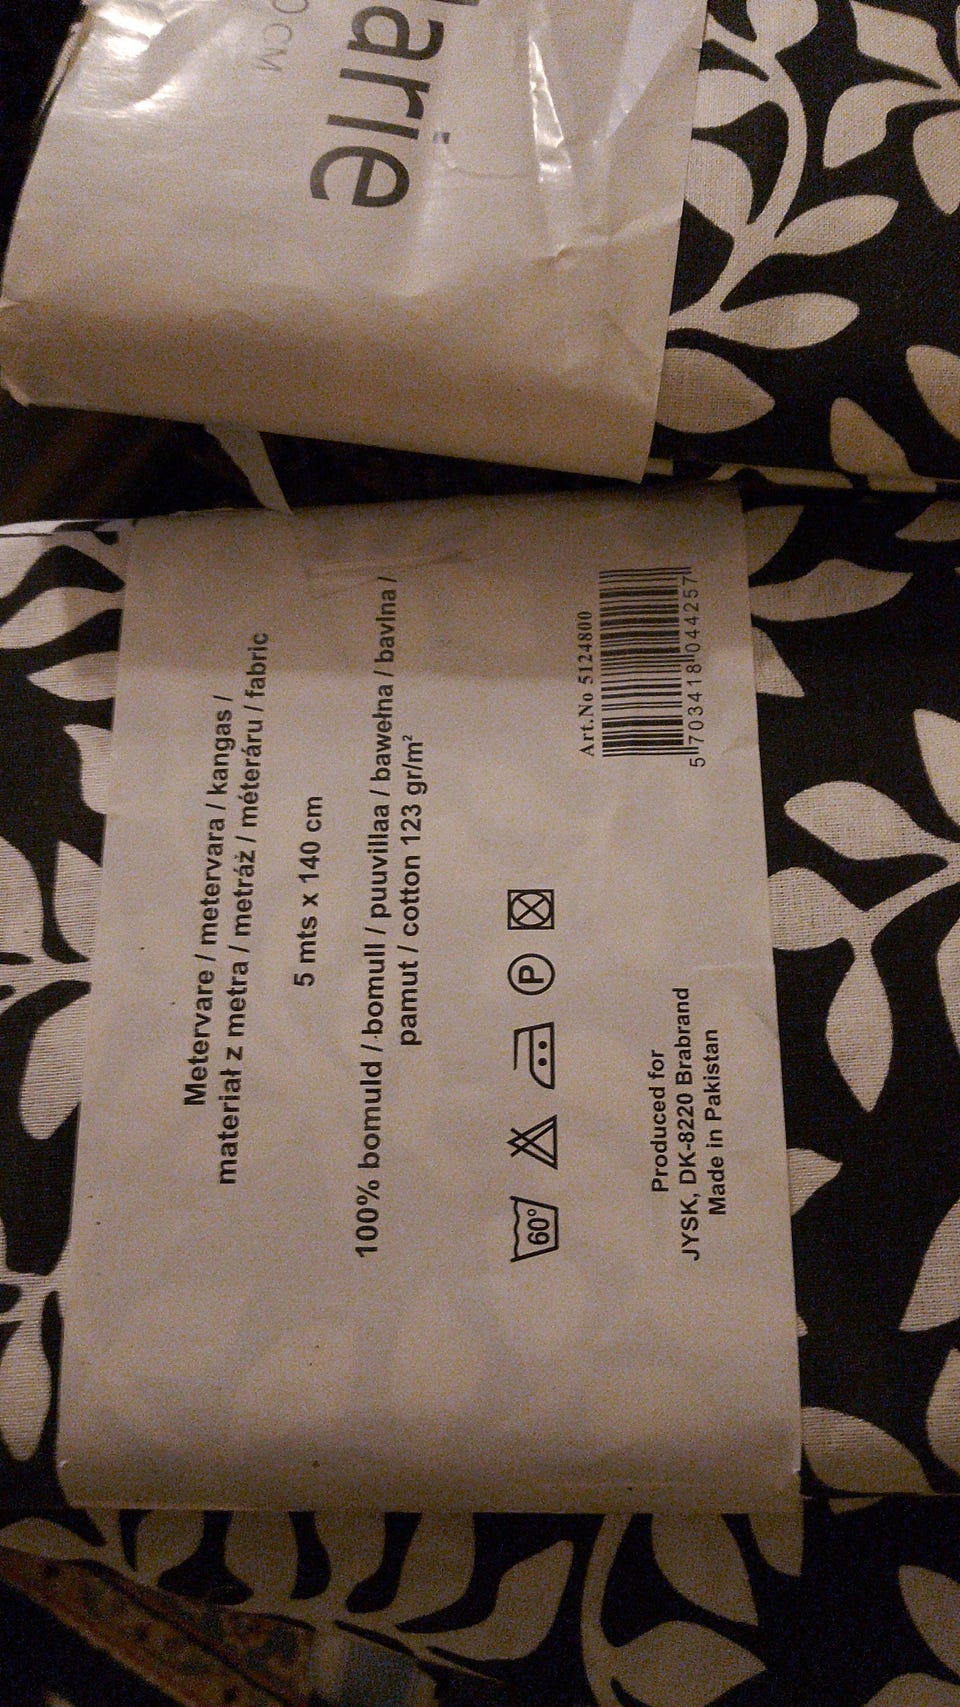 arie
0 CM
Metervare / metervara / kangas /
materiał z metra / metráž / méteráru / fabric
5 mts x 140 cm
100% bomuld / bomull / puuvillaa / bawełna / bavlna /
pamut / cotton 123 gr/m²
60°
P
Art.No 5124800
5 703418 044257
Produced for
JYSK, DK-8220 Brabrand
Made in Pakistan